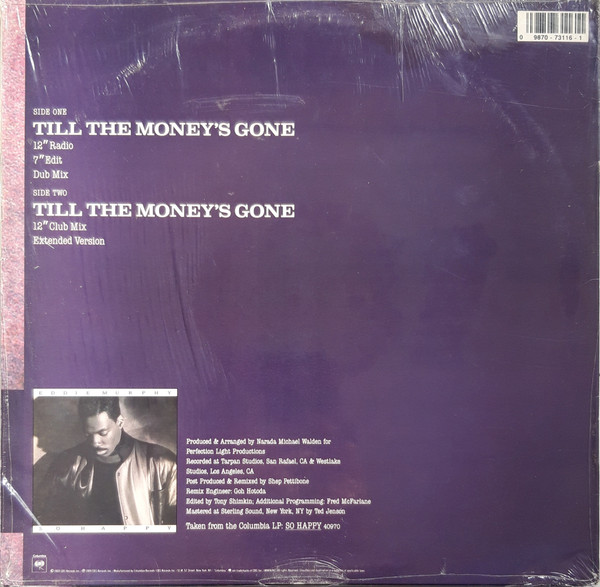 0 9870-73116-1
SIDE ONE
TILL THE MONEY'S GONE
12" Radio
7" Edit
Dub Mix
SIDE TWO
TILL THE MONEY'S GONE
12" Club Mix
Extended Version
EDDIE MURPHY
SO HAPPY
Produced & Arranged by Narada Michael Walden for
Perfection Light Productions
Recorded at Tarpan Studios, San Rafael, CA & Westlake
Studios, Los Angeles, CA
Post Produced & Remixed by Shep Pettibone
Remix Engineer: Goh Hotoda
Edited by Tony Shimkin; Additional Programming: Fred McFarlane
Mastered at Sterling Sound, New York, NY by Ted Jenson
Taken from the Columbia LP: SO HAPPY 40970